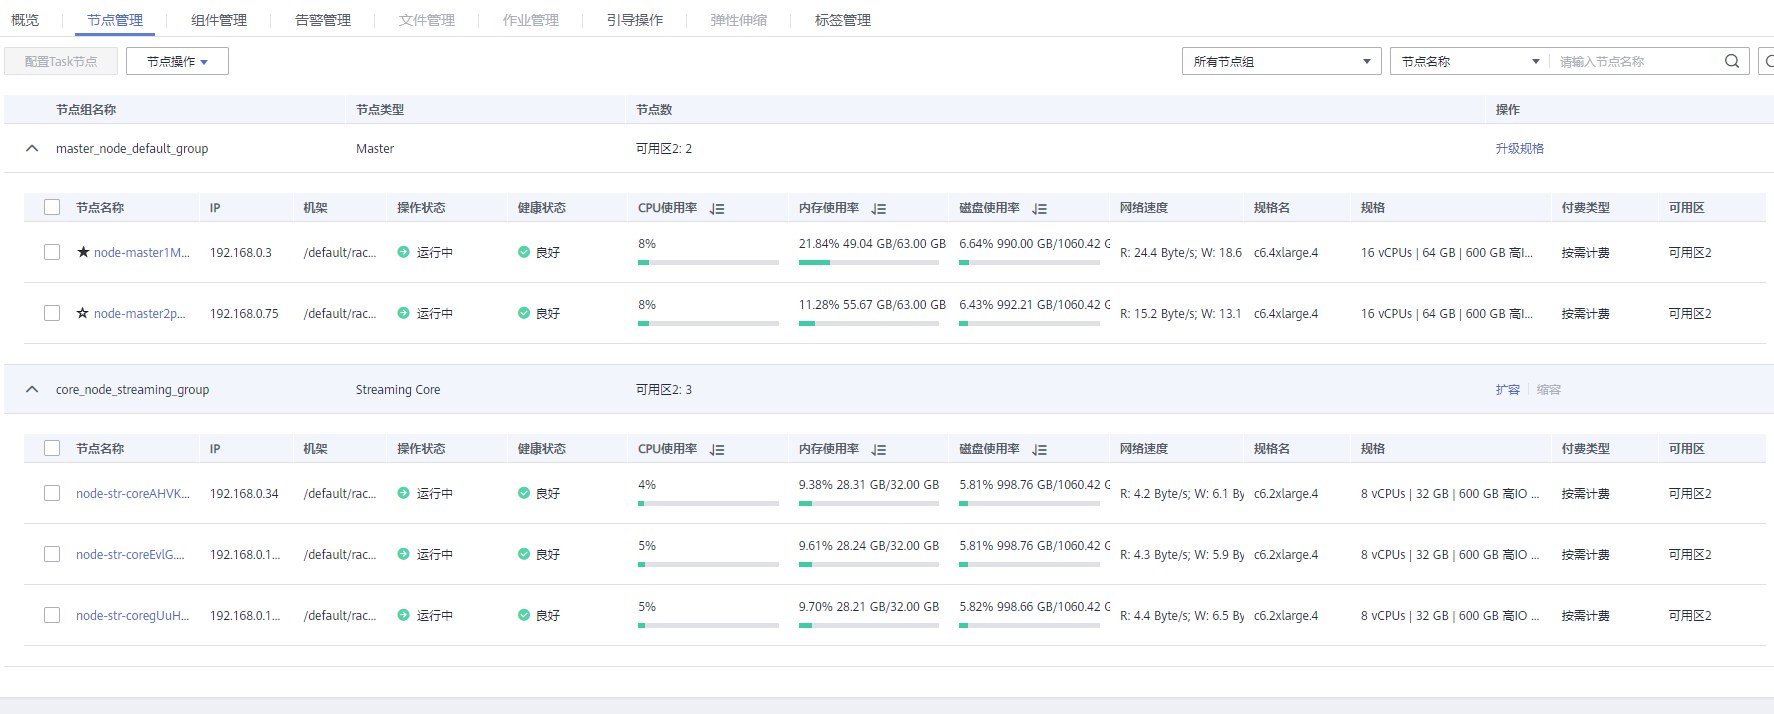 概览 节点管理 组件管理 告警管理 文件管理 作业管理 引导操作 弹性伸缩 标签管理
配置Task节点 节点操作 所有节点组 节点名称 请输入节点名称
节点组名称 节点类型 节点数 操作
master_node_default_group Master 可用区2: 2 升级规格
节点名称 IP 机架 操作状态 健康状态 CPU使用率 内存使用率 磁盘使用率 网络速度 规格名 规格 付费类型 可用区
★ node-master1M... 192.168.0.3 /default/rac... 运行中 良好 8% 21.84% 49.04 GB/63.00 GB 6.64% 990.00 GB/1060.42 G R: 24.4 Byte/s; W: 18.6 c6.4xlarge.4 16 vCPUs | 64 GB | 600 GB 高I... 按需计费 可用区2
☆ node-master2p... 192.168.0.75 /default/rac... 运行中 良好 8% 11.28% 55.67 GB/63.00 GB 6.43% 992.21 GB/1060.42 G R: 15.2 Byte/s; W: 13.1 c6.4xlarge.4 16 vCPUs | 64 GB | 600 GB 高I... 按需计费 可用区2
core_node_streaming_group Streaming Core 可用区2: 3 扩容 | 缩容
节点名称 IP 机架 操作状态 健康状态 CPU使用率 内存使用率 磁盘使用率 网络速度 规格名 规格 付费类型 可用区
node-str-coreAHVK... 192.168.0.34 /default/rac... 运行中 良好 4% 9.38% 28.31 GB/32.00 GB 5.81% 998.76 GB/1060.42 G R: 4.2 Byte/s; W: 6.1 By c6.2xlarge.4 8 vCPUs | 32 GB | 600 GB 高IO ... 按需计费 可用区2
node-str-coreEvlG.... 192.168.0.1... /default/rac... 运行中 良好 5% 9.61% 28.24 GB/32.00 GB 5.81% 998.76 GB/1060.42 G R: 4.3 Byte/s; W: 5.9 By c6.2xlarge.4 8 vCPUs | 32 GB | 600 GB 高IO ... 按需计费 可用区2
node-str-coregUuH... 192.168.0.1... /default/rac... 运行中 良好 5% 9.70% 28.21 GB/32.00 GB 5.82% 998.66 GB/1060.42 G R: 4.4 Byte/s; W: 6.5 By c6.2xlarge.4 8 vCPUs | 32 GB | 600 GB 高IO ... 按需计费 可用区2